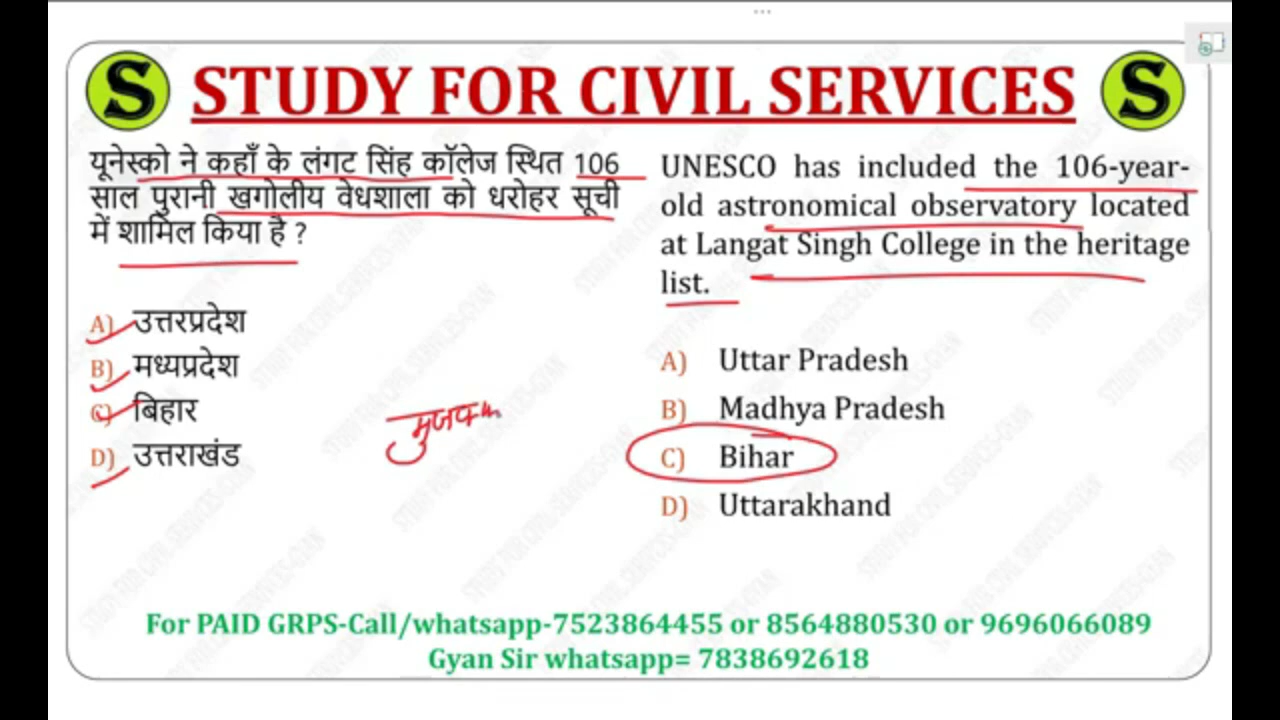 S STUDY FOR CIVIL SERVICES S
यूनेस्को ने कहाँ के लंगट सिंह कॉलेज स्थित 106
साल पुरानी खगोलीय वेधशाला को धरोहर सूची
में शामिल किया है ?
A) उत्तरप्रदेश
B) मध्यप्रदेश
C) बिहार
D) उत्तराखंड
UNESCO has included the 106-year-
old astronomical observatory located
at Langat Singh College in the heritage
list.
A) Uttar Pradesh
B) Madhya Pradesh
C) Bihar
D) Uttarakhand
For PAID GRPS-Call/whatsapp-7523864455 or 8564880530 or 9696066089
Gyan Sir whatsapp= 7838692618